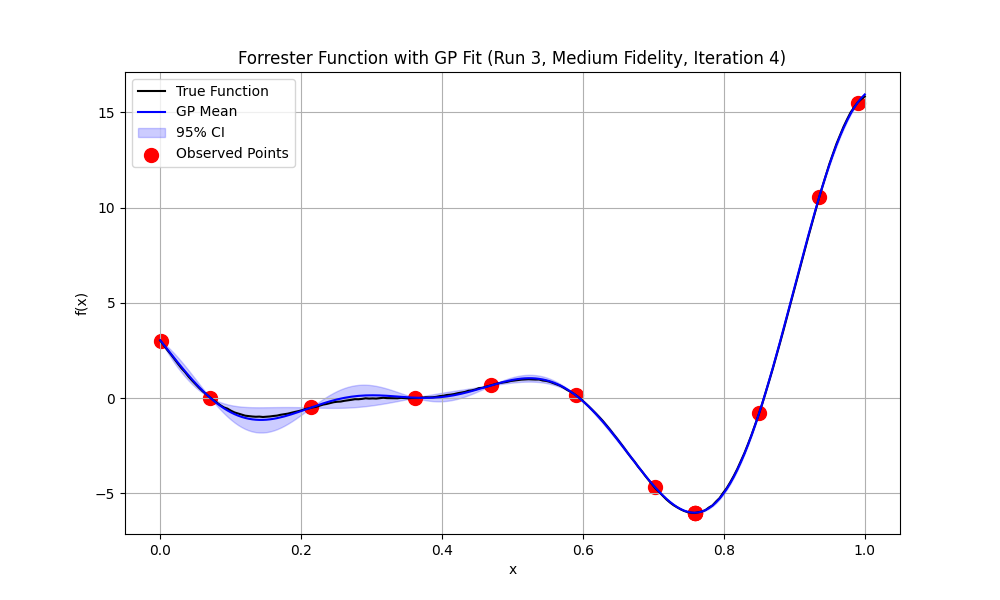 Forrester Function with GP Fit (Run 3, Medium Fidelity, Iteration 4)
True Function
GP Mean
95% CI
Observed Points
f(x)
15
10
5
0
−5
0.0
0.2
0.4
0.6
0.8
1.0
x